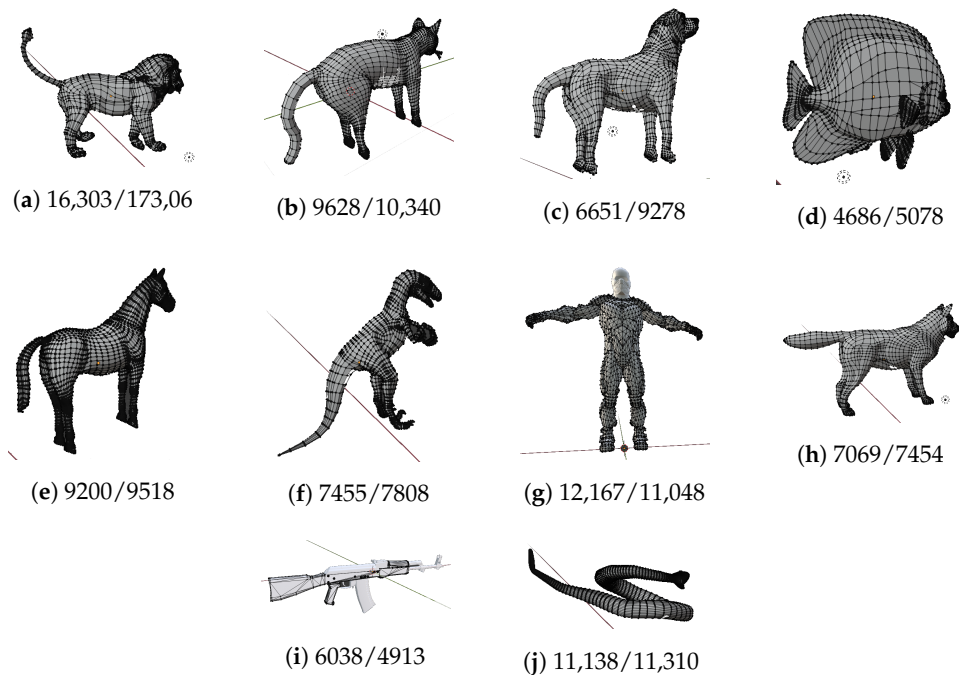 (a) 16,303/173,06
(b) 9628/10,340
(c) 6651/9278
(d) 4686/5078
(e) 9200/9518
(f) 7455/7808
(g) 12,167/11,048
(h) 7069/7454
(i) 6038/4913
(j) 11,138/11,310